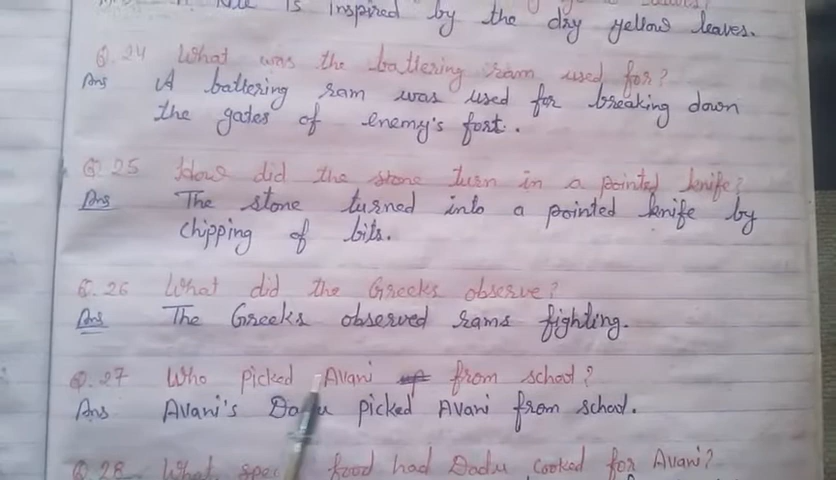 is inspired by the dry yellow leaves.
Q.24 What was the battering ram used for?
Ans A battering ram was used for breaking down
the gates of enemy's fort.
Q.25 How did the stone turn in a pointed knife?
Ans The stone turned into a pointed knife by
chipping of bits.
Q.26 What did the Greeks observe?
Ans The Greeks observed rams fighting.
Q.27 Who picked Avani from school?
Ans Avani's Dadu picked Avani from school.
Q.28 What food had Dadu cooked for Avani?